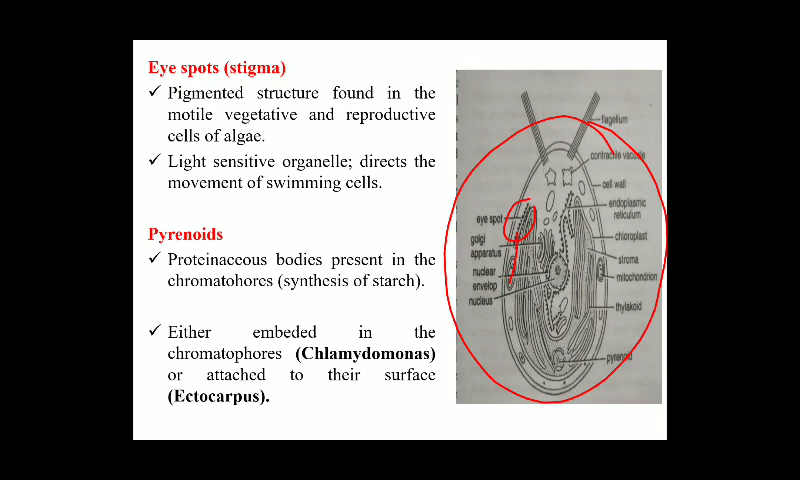 Eye spots (stigma)
✓ Pigmented structure found in the
motile vegetative and reproductive
cells of algae.
✓ Light sensitive organelle; directs the
movement of swimming cells.
Pyrenoids
✓ Proteinaceous bodies present in the
chromatohores (synthesis of starch).
✓ Either embeded in the
chromatophores (Chlamydomonas)
or attached to their surface
(Ectocarpus).
flagellum
contractile vacuole
cell wall
endoplasmic
reticulum
eye spot
chloroplast
golgi
apparatus
stroma
nuclear
envelop
mitochondrion
nucleus
thylakoid
pyrenoid